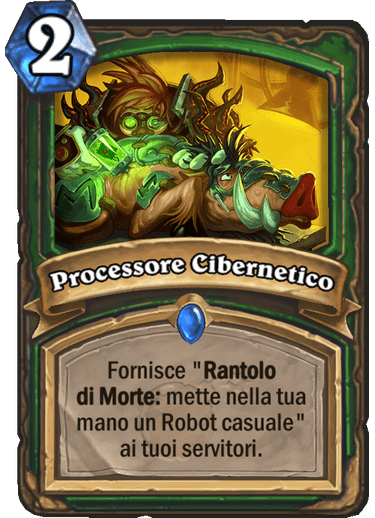 2
Processore Cibernetico
Fornisce "Rantolo
di Morte: mette nella tua
mano un Robot casuale"
ai tuoi servitori.